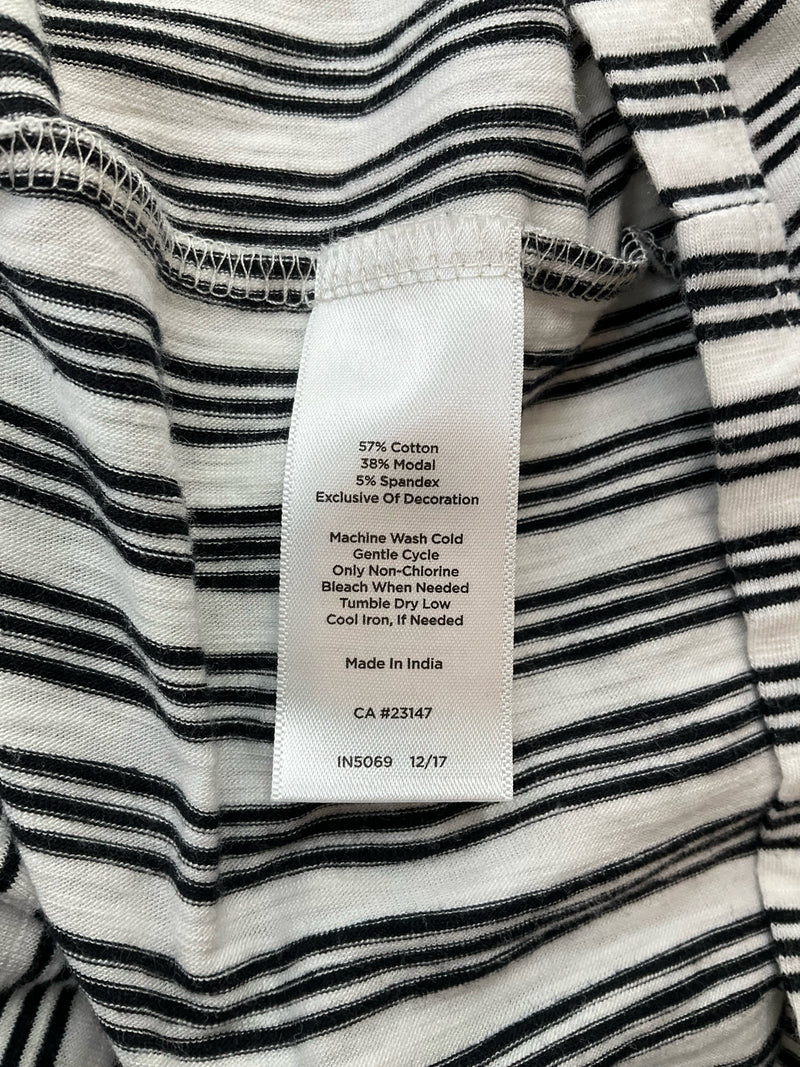 57% Cotton
38% Modal
5% Spandex
Exclusive Of Decoration
Machine Wash Cold
Gentle Cycle
Only Non-Chlorine
Bleach When Needed
Tumble Dry Low
Cool Iron, If Needed
Made In India
CA #23147
IN5069 12/17